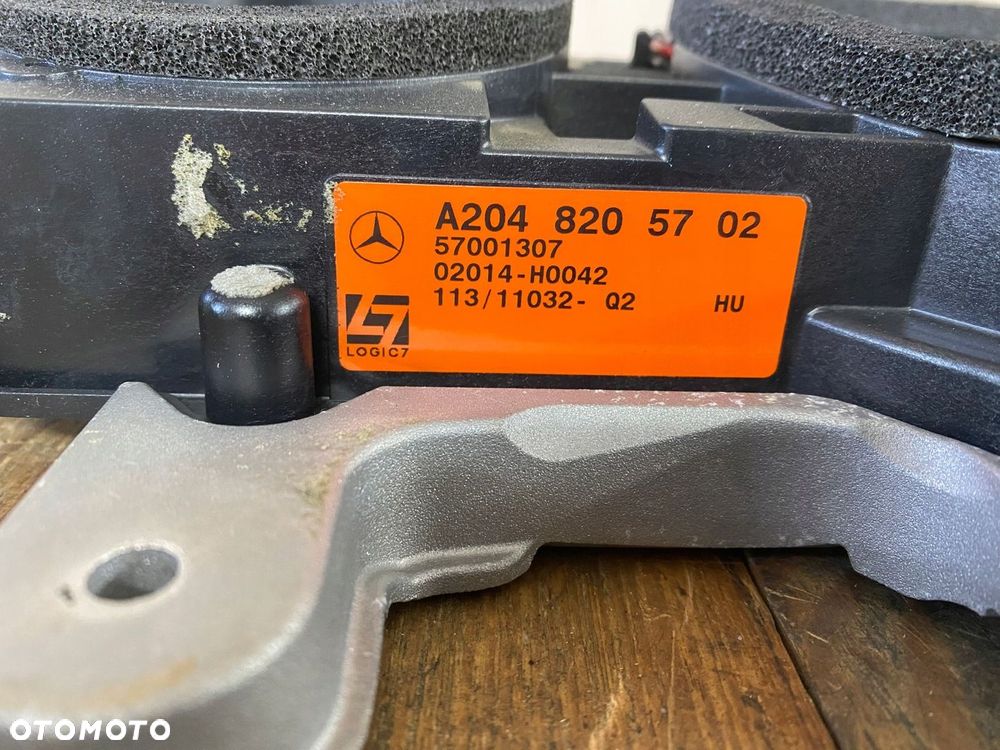 A204 820 57 02
57001307
02014-H0042
113/11032- Q2 HU
LOGIC7
OTOMOTO